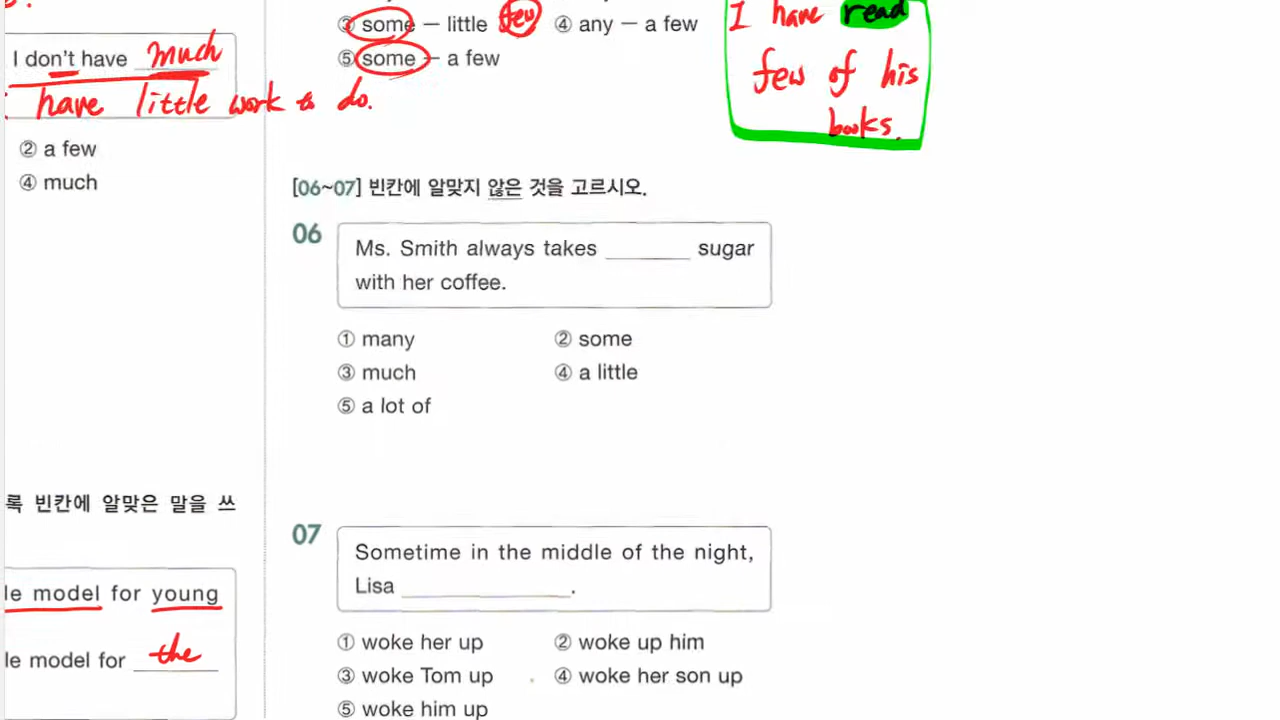 I don't have much
have little work to do.
② a few
④ much
록 빈칸에 알맞은 말을 쓰
le model for young
le model for the
③ some — little few ④ any — a few
⑤ some — a few
I have read
few of his
books.
[06~07] 빈칸에 알맞지 않은 것을 고르시오.
06
Ms. Smith always takes ________ sugar
with her coffee.
① many ② some
③ much ④ a little
⑤ a lot of
07
Sometime in the middle of the night,
Lisa ________________.
① woke her up ② woke up him
③ woke Tom up ④ woke her son up
⑤ woke him up